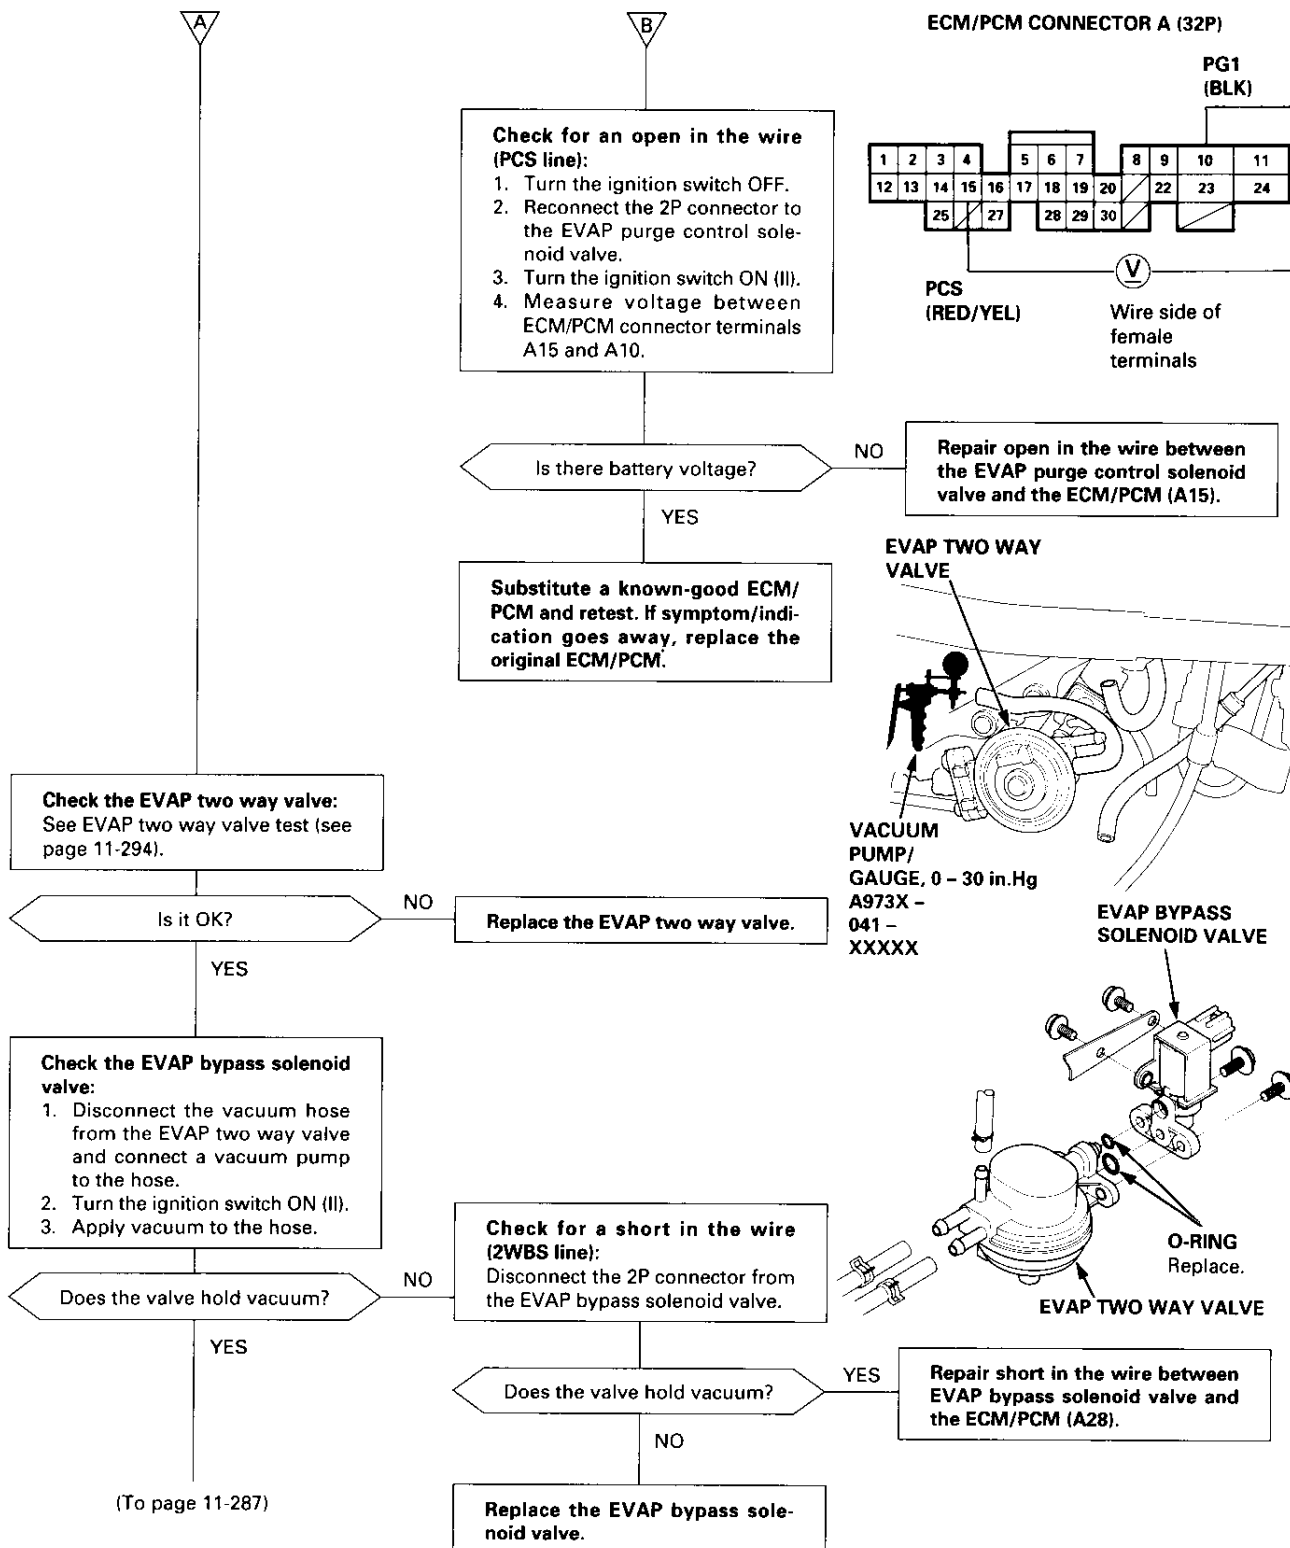 A
B
ECM/PCM CONNECTOR A (32P)
PG1
(BLK)
1 2 3 4 5 6 7 8 9 10 11
12 13 14 15 16 17 18 19 20 22 23 24
25 27 28 29 30
V
PCS
(RED/YEL)
Wire side of
female
terminals
Check for an open in the wire
(PCS line):
1. Turn the ignition switch OFF.
2. Reconnect the 2P connector to
the EVAP purge control sole-
noid valve.
3. Turn the ignition switch ON (II).
4. Measure voltage between
ECM/PCM connector terminals
A15 and A10.
Is there battery voltage?
NO
Repair open in the wire between
the EVAP purge control solenoid
valve and the ECM/PCM (A15).
YES
Substitute a known-good ECM/
PCM and retest. If symptom/indi-
cation goes away, replace the
original ECM/PCM.
EVAP TWO WAY
VALVE
VACUUM
PUMP/
GAUGE, 0 – 30 in.Hg
A973X –
041 –
XXXXX
Check the EVAP two way valve:
See EVAP two way valve test (see
page 11-294).
Is it OK?
NO
Replace the EVAP two way valve.
YES
EVAP BYPASS
SOLENOID VALVE
O-RING
Replace.
EVAP TWO WAY VALVE
Check the EVAP bypass solenoid
valve:
1. Disconnect the vacuum hose
from the EVAP two way valve
and connect a vacuum pump
to the hose.
2. Turn the ignition switch ON (II).
3. Apply vacuum to the hose.
Does the valve hold vacuum?
NO
Check for a short in the wire
(2WBS line):
Disconnect the 2P connector from
the EVAP bypass solenoid valve.
YES
Does the valve hold vacuum?
YES
Repair short in the wire between
EVAP bypass solenoid valve and
the ECM/PCM (A28).
NO
(To page 11-287)
Replace the EVAP bypass sole-
noid valve.